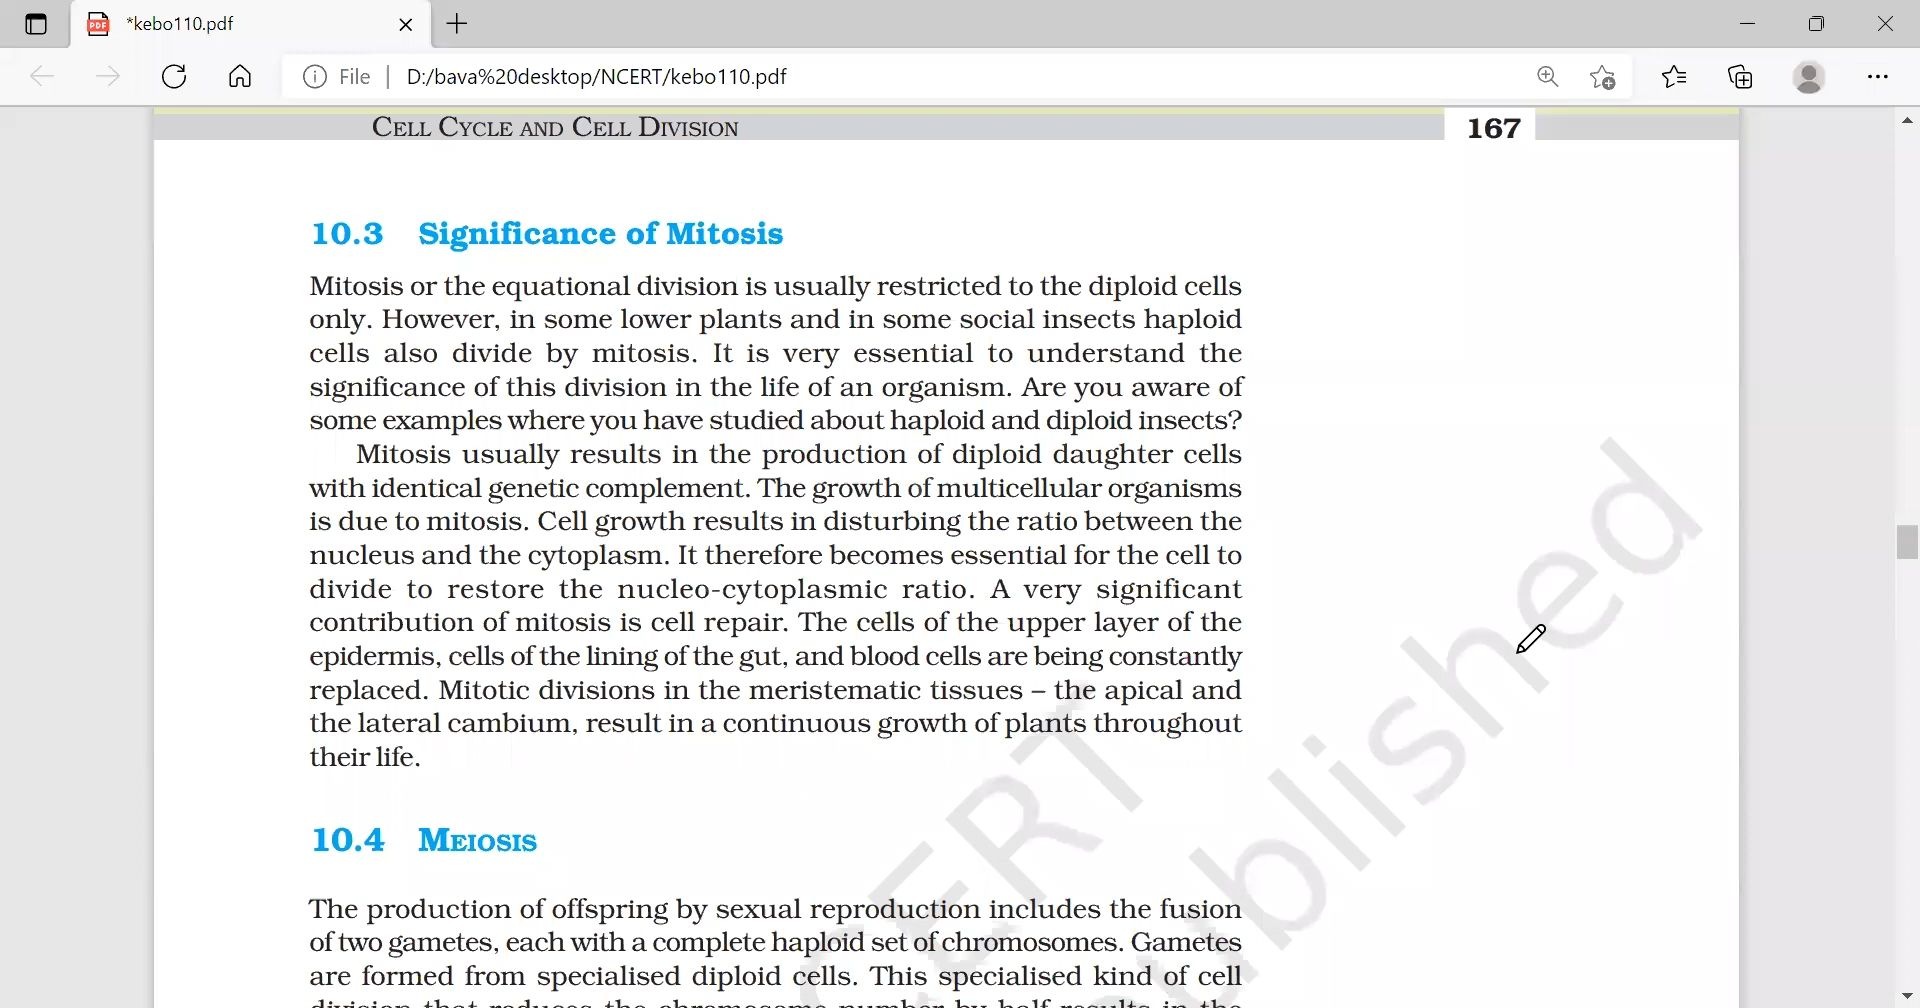 *kebo110.pdf
File | D:/bava%20desktop/NCERT/kebo110.pdf
CELL CYCLE AND CELL DIVISION 167
10.3 Significance of Mitosis
Mitosis or the equational division is usually restricted to the diploid cells
only. However, in some lower plants and in some social insects haploid
cells also divide by mitosis. It is very essential to understand the
significance of this division in the life of an organism. Are you aware of
some examples where you have studied about haploid and diploid insects?
Mitosis usually results in the production of diploid daughter cells
with identical genetic complement. The growth of multicellular organisms
is due to mitosis. Cell growth results in disturbing the ratio between the
nucleus and the cytoplasm. It therefore becomes essential for the cell to
divide to restore the nucleo-cytoplasmic ratio. A very significant
contribution of mitosis is cell repair. The cells of the upper layer of the
epidermis, cells of the lining of the gut, and blood cells are being constantly
replaced. Mitotic divisions in the meristematic tissues – the apical and
the lateral cambium, result in a continuous growth of plants throughout
their life.
10.4 MEIOSIS
The production of offspring by sexual reproduction includes the fusion
of two gametes, each with a complete haploid set of chromosomes. Gametes
are formed from specialised diploid cells. This specialised kind of cell
division that reduces the chromosome number by half results in the